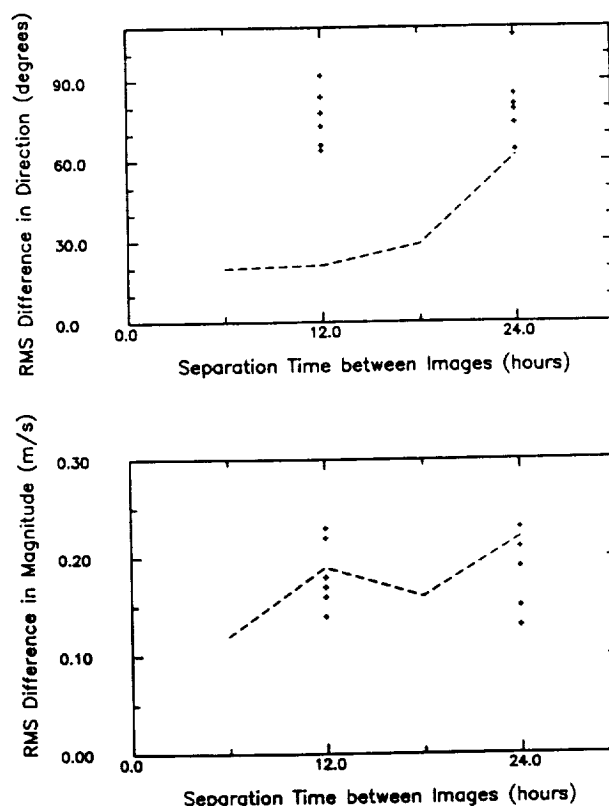 RMS Difference in Direction (degrees)
90.0
60.0
30.0
0.0
0.0 12.0 24.0
Separation Time between Images (hours)
RMS Difference in Magnitude (m/s)
0.30
0.20
0.10
0.00
0.0 12.0 24.0
Separation Time between Images (hours)